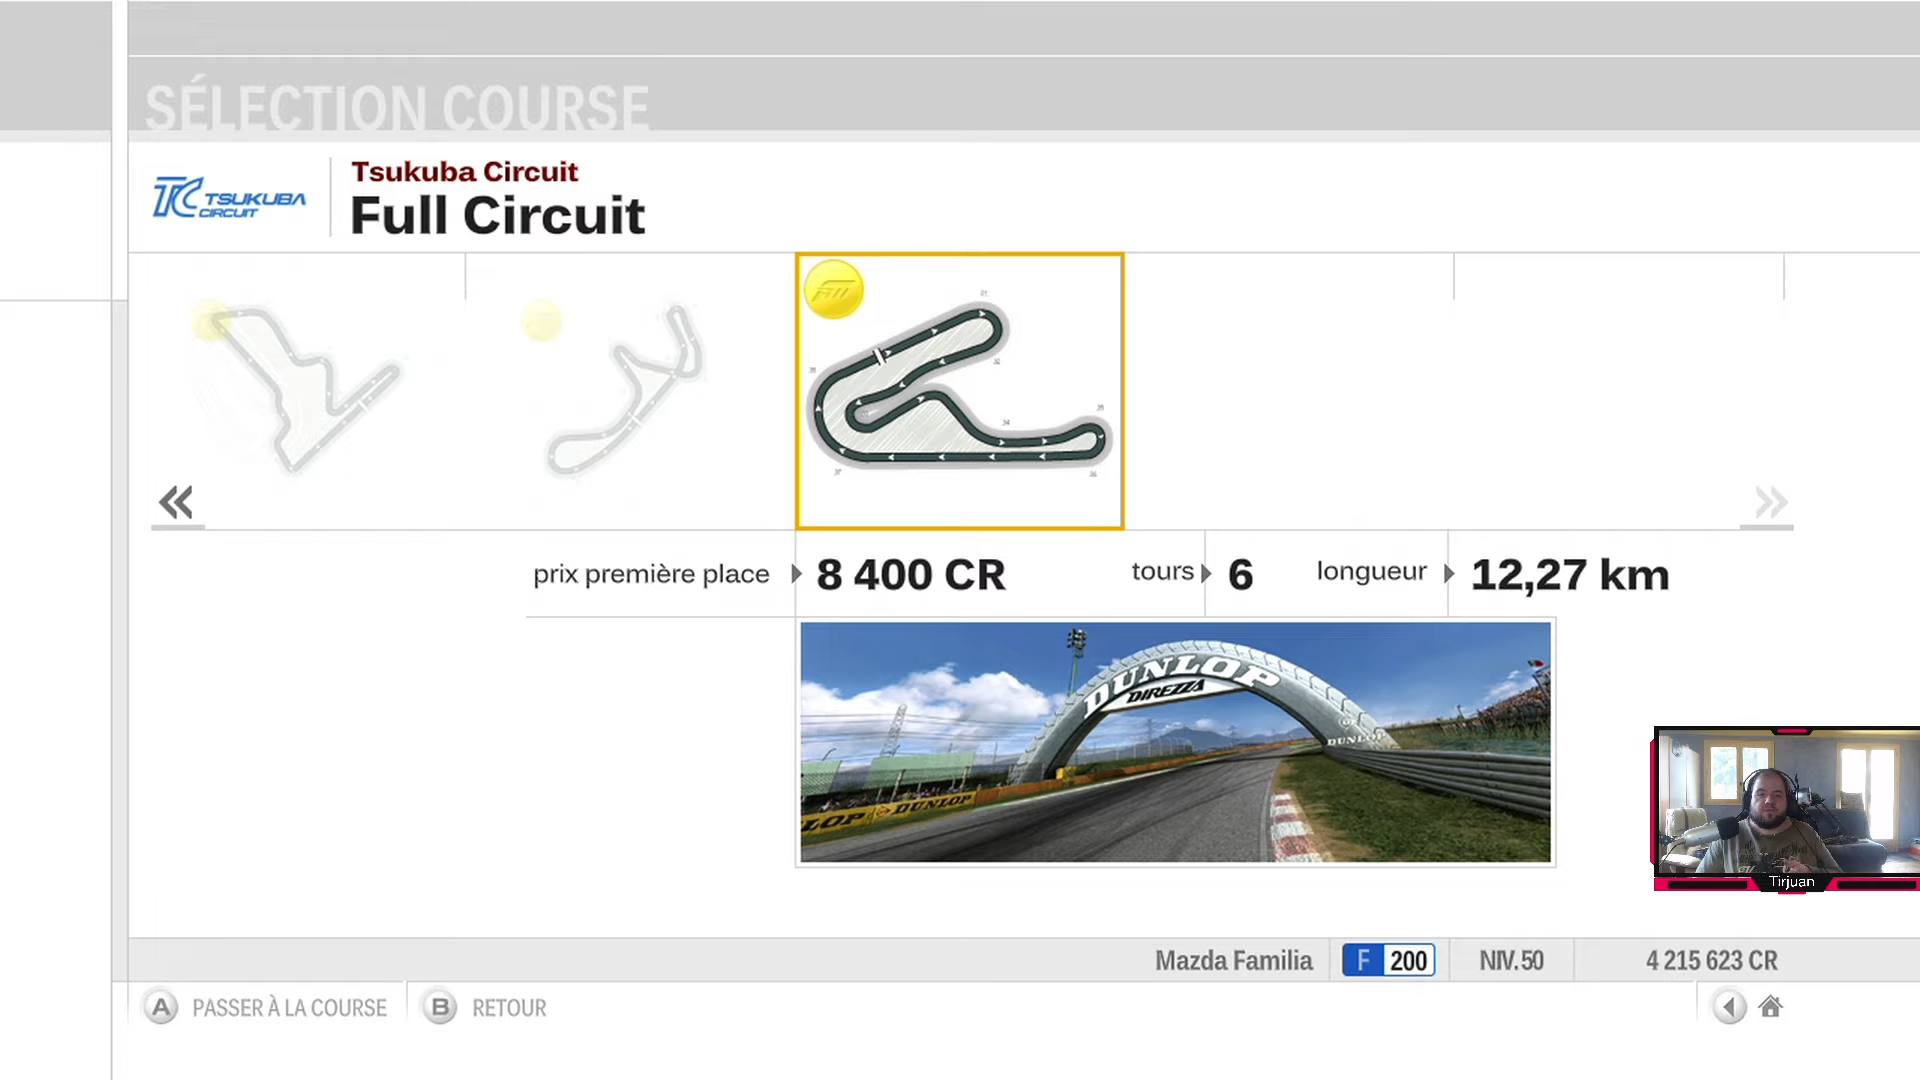 SÉLECTION COURSE
TC TSUKUBA
CIRCUIT
Tsukuba Circuit
Full Circuit
prix première place
8 400 CR
tours
6
longueur
12,27 km
DUNLOP
DIREZZA
DUNLOP
LOP DUNLOP
Tirjuan
Mazda Familia
F 200
NIV.50
4 215 623 CR
A PASSER À LA COURSE
B RETOUR